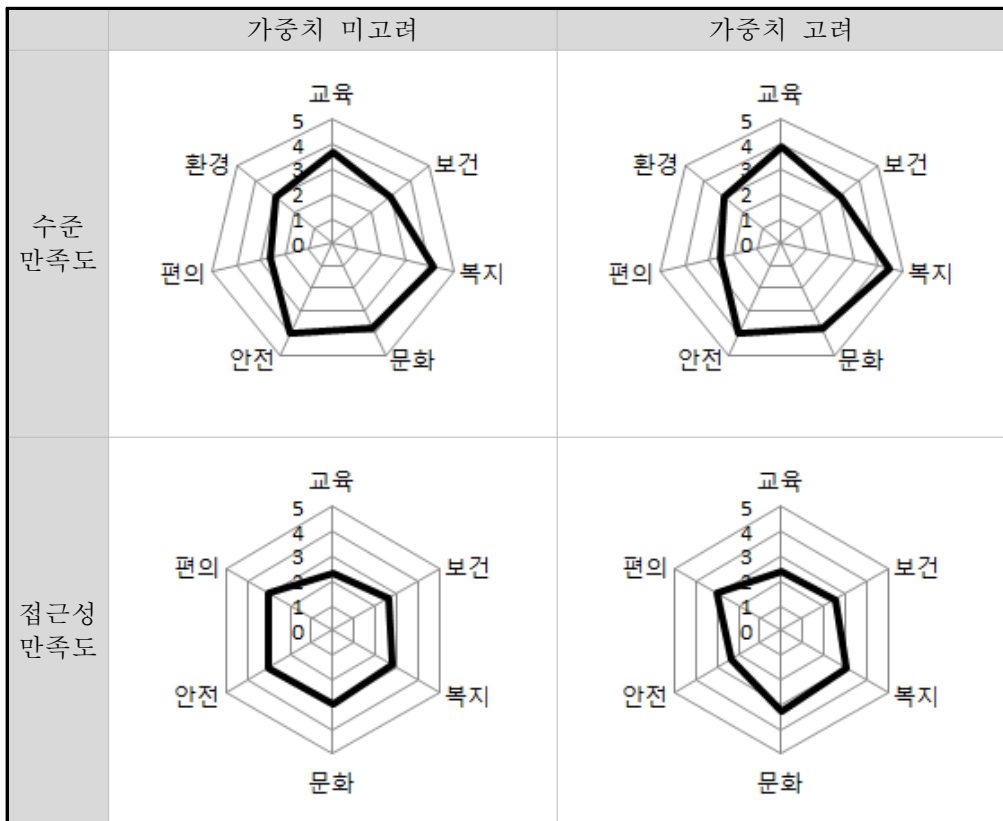 가중치 미고려
가중치 고려
수준
만족도
교육
보건
복지
문화
안전
편의
환경
5
4
3
2
1
0
교육
보건
복지
문화
안전
편의
환경
5
4
3
2
1
0
접근성
만족도
교육
보건
복지
문화
안전
편의
5
4
3
2
1
0
교육
보건
복지
문화
안전
편의
5
4
3
2
1
0